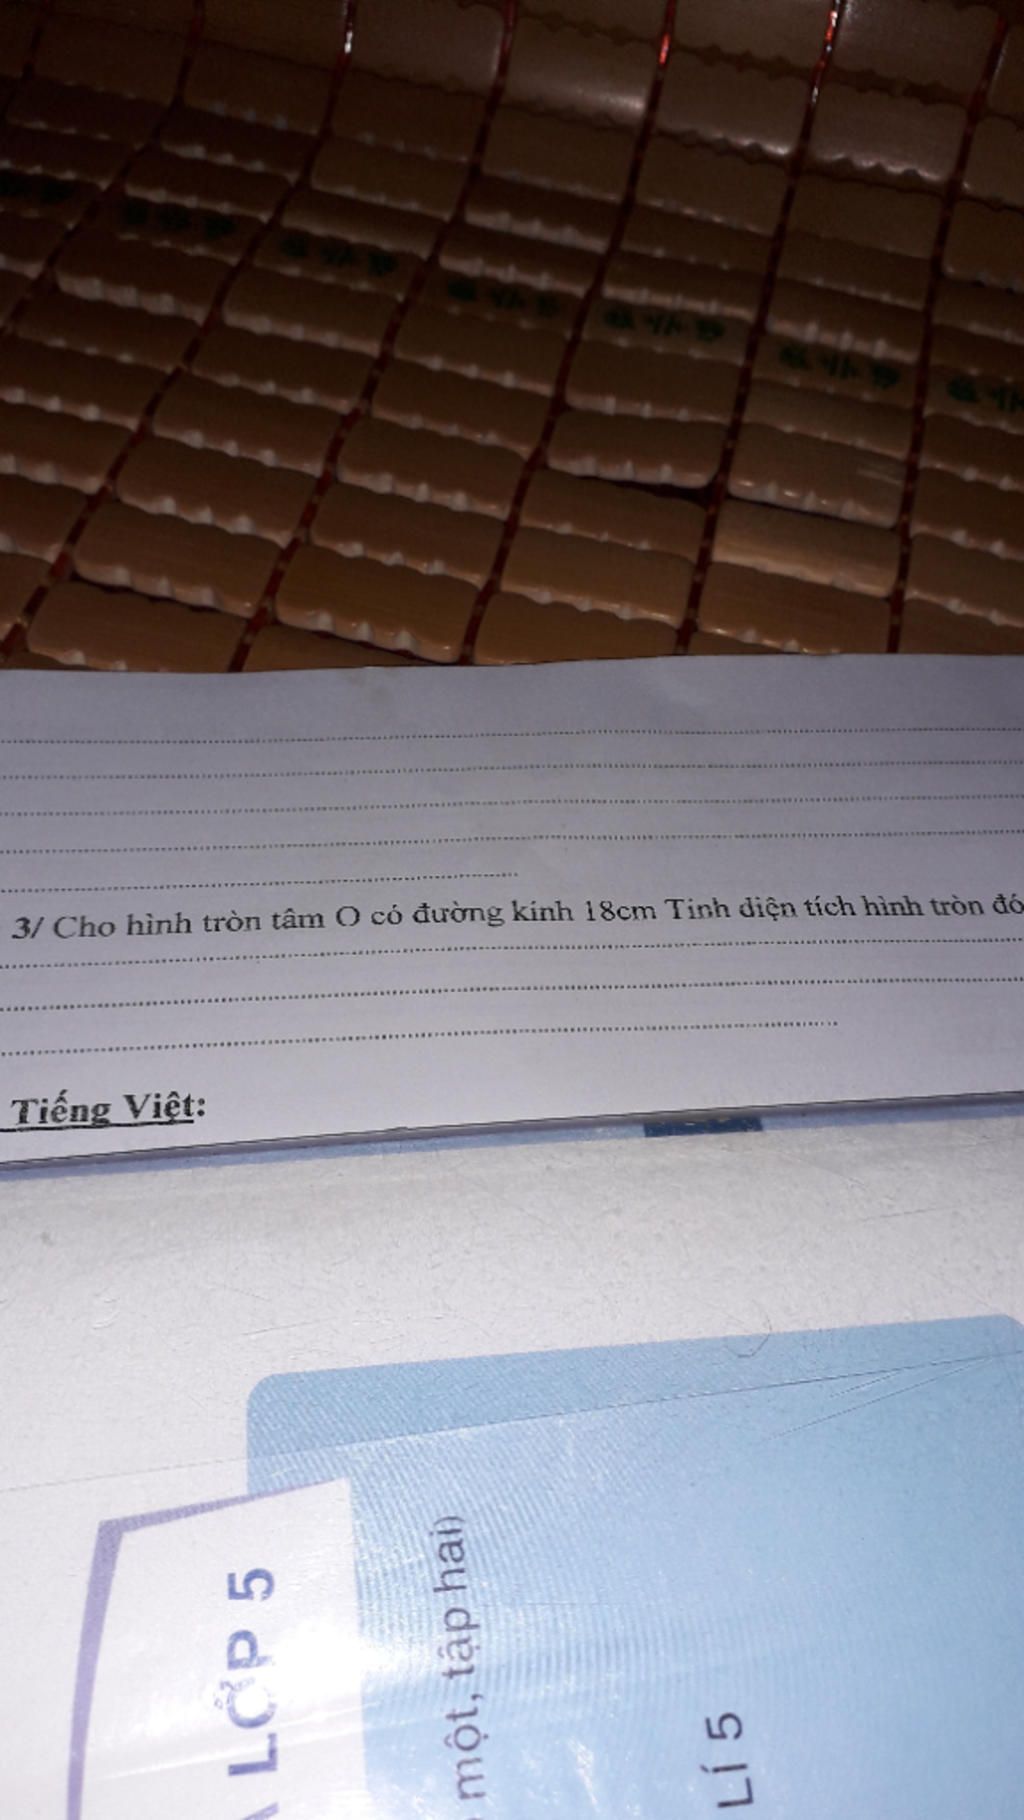 3/ Cho hình tròn tâm O có đường kính 18cm Tinh diện tích hình tròn đó
Tiếng Việt:
LỚP 5
một, tập hai)
LÍ 5